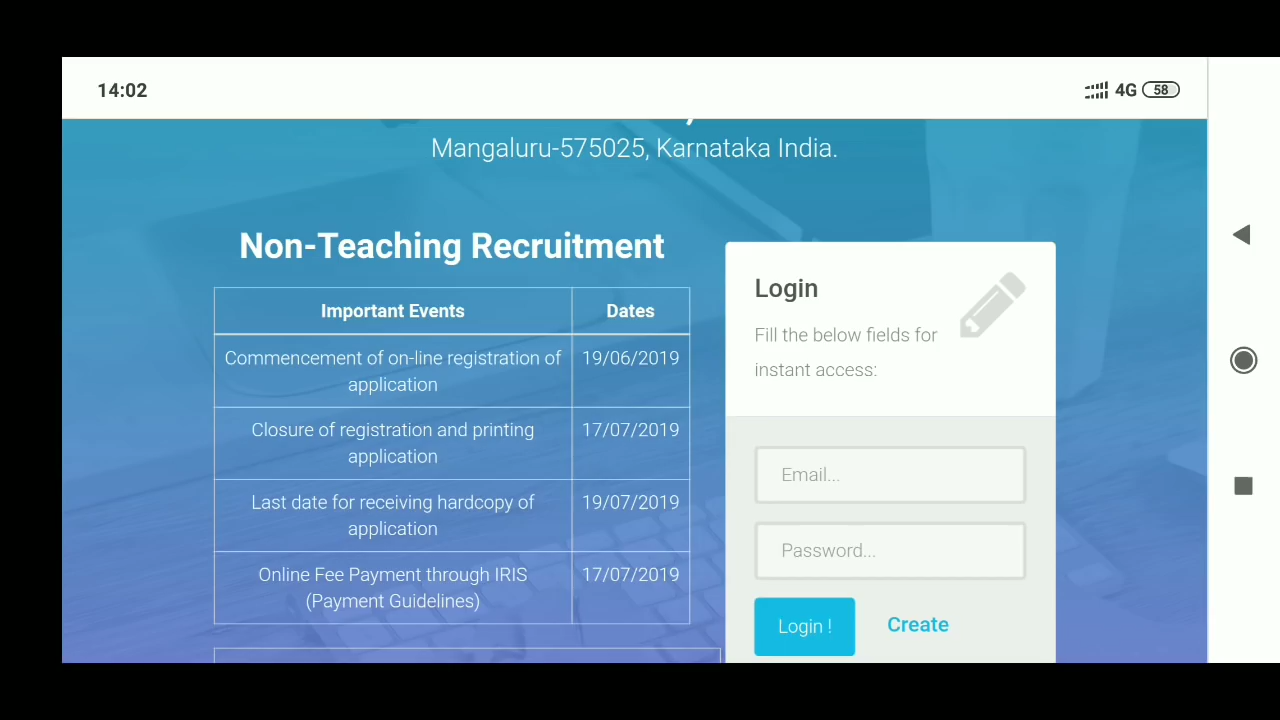 14:02
4G 58
Mangaluru-575025, Karnataka India.
Non-Teaching Recruitment
Important Events Dates
Commencement of on-line registration of application 19/06/2019
Closure of registration and printing application 17/07/2019
Last date for receiving hardcopy of application 19/07/2019
Online Fee Payment through IRIS (Payment Guidelines) 17/07/2019
Login
Fill the below fields for
instant access:
Email...
Password...
Login ! Create